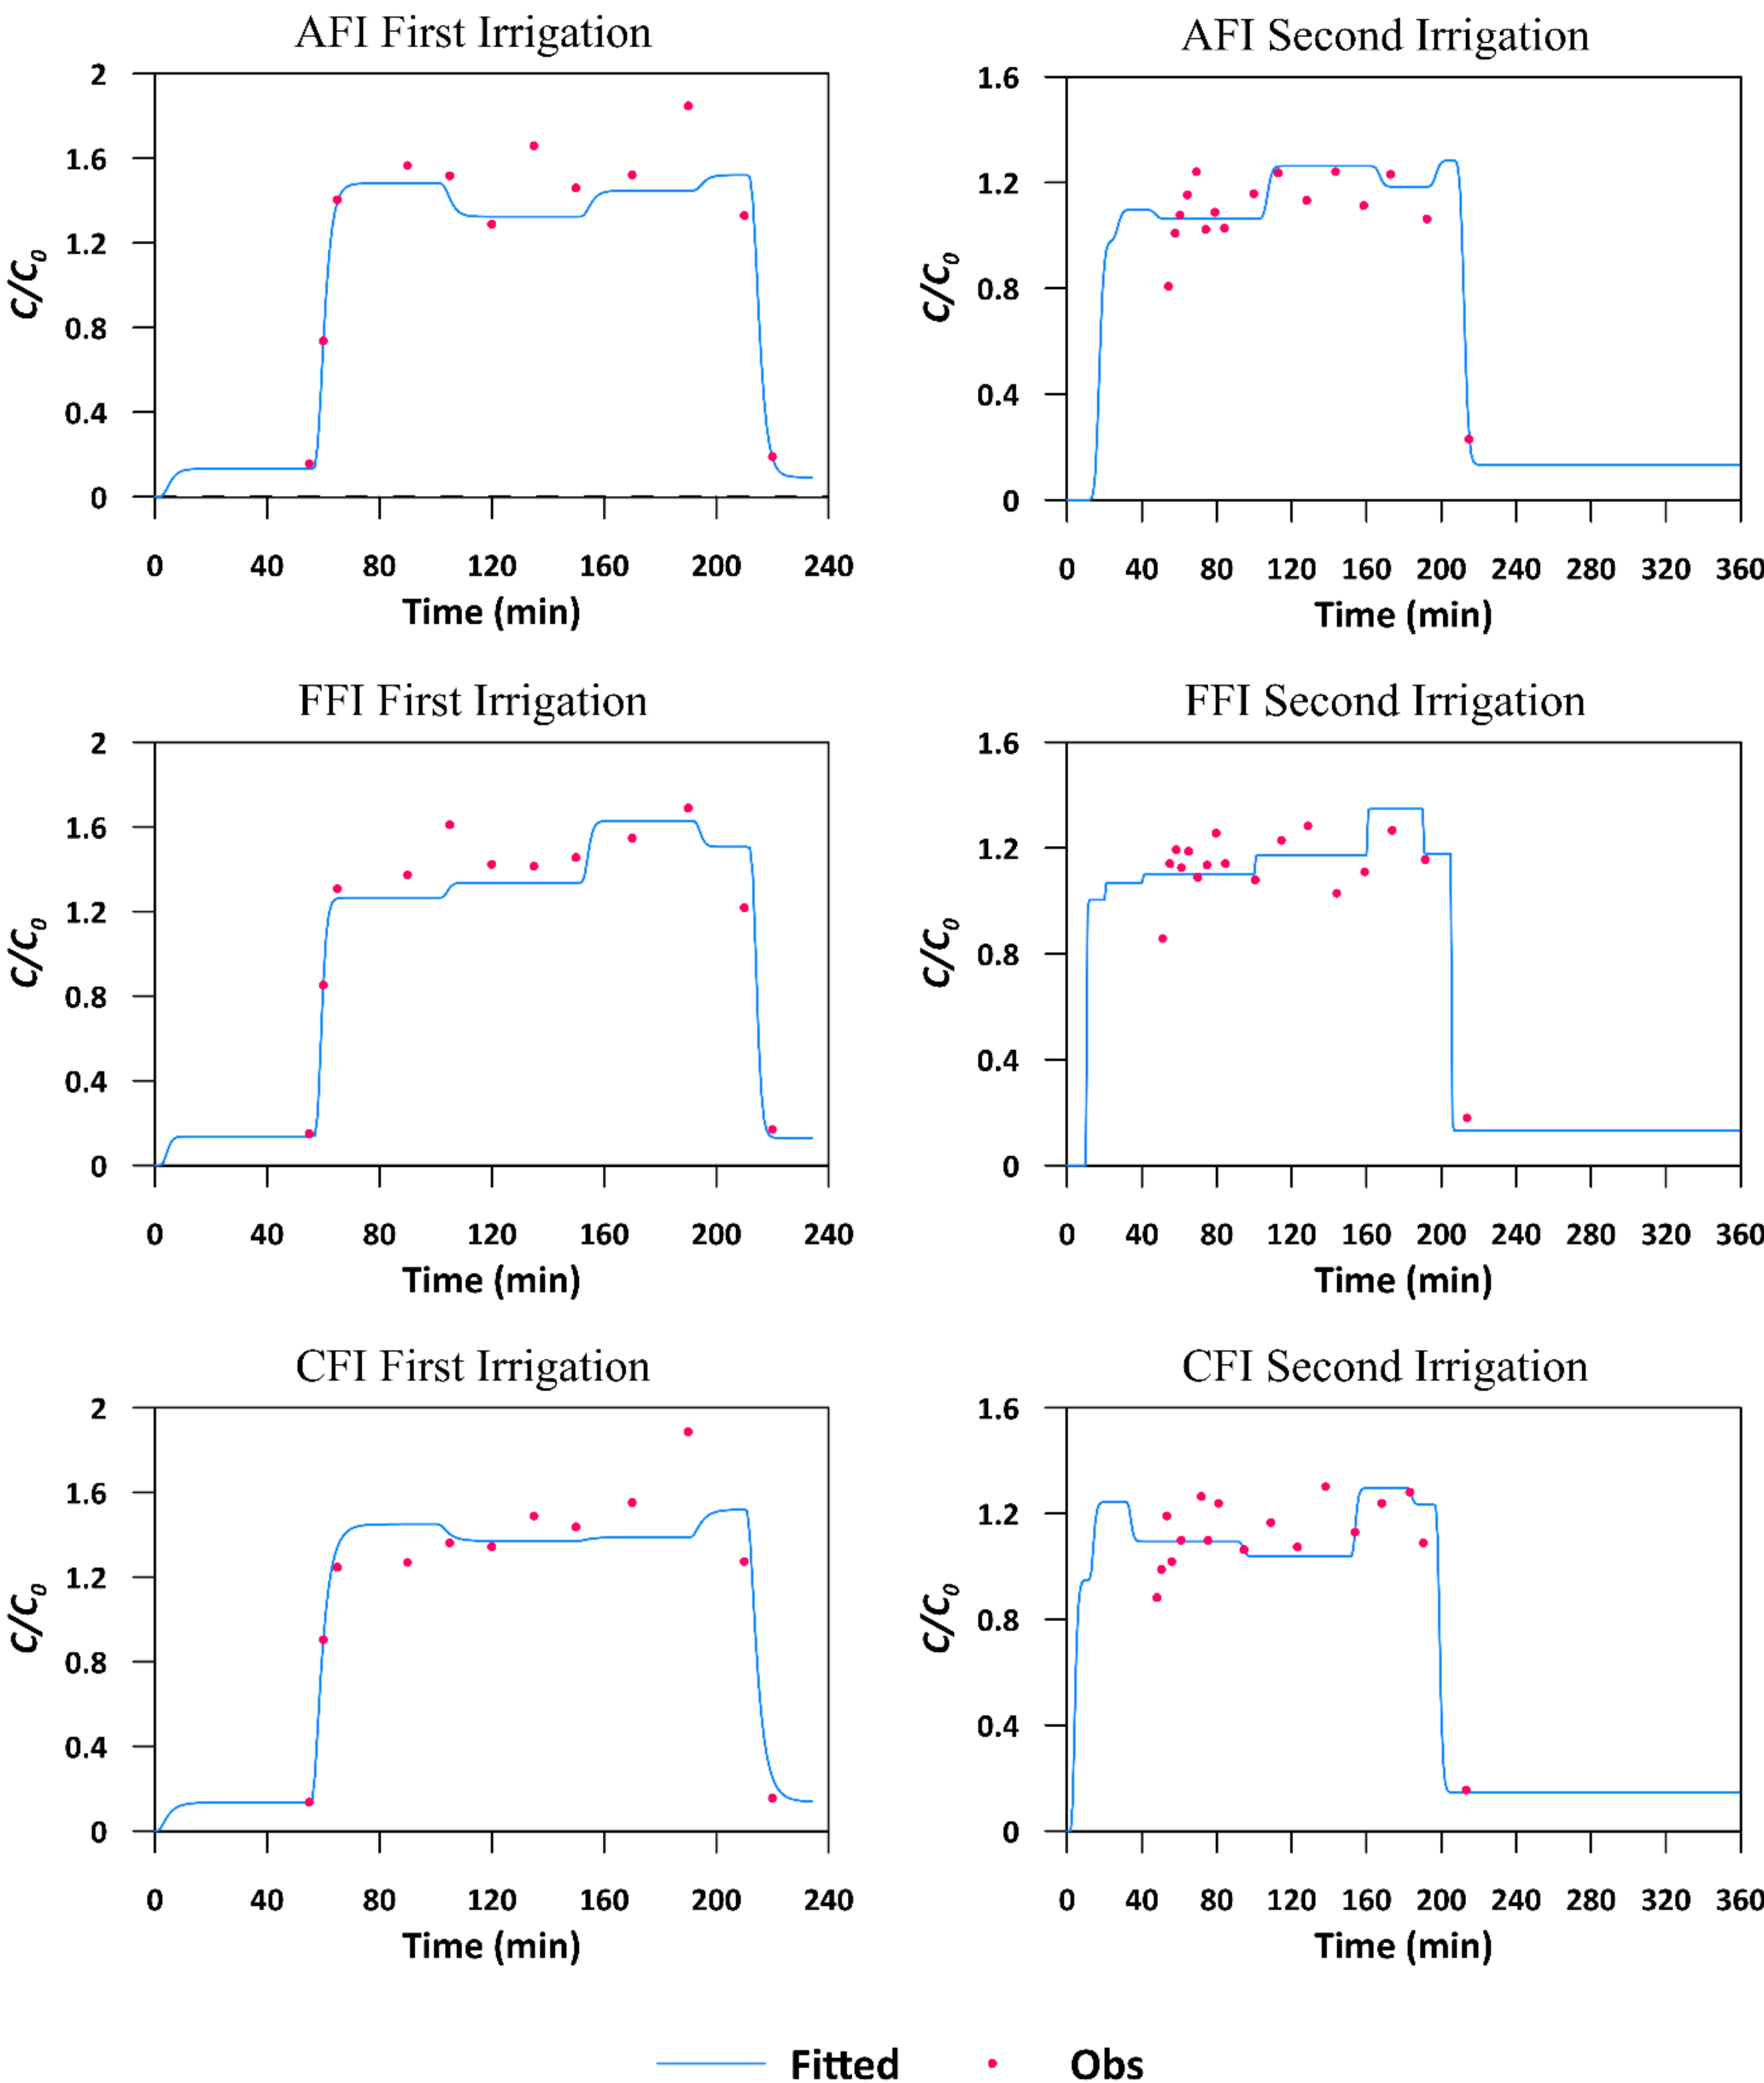 AFI First Irrigation
2
1.6
1.2
0.8
0.4
0
C/C0
0 40 80 120 160 200 240
Time (min)
AFI Second Irrigation
1.6
1.2
0.8
0.4
0
C/C0
0 40 80 120 160 200 240 280 320 360
Time (min)
FFI First Irrigation
2
1.6
1.2
0.8
0.4
0
C/C0
0 40 80 120 160 200 240
Time (min)
FFI Second Irrigation
1.6
1.2
0.8
0.4
0
C/C0
0 40 80 120 160 200 240 280 320 360
Time (min)
CFI First Irrigation
2
1.6
1.2
0.8
0.4
0
C/C0
0 40 80 120 160 200 240
Time (min)
CFI Second Irrigation
1.6
1.2
0.8
0.4
0
C/C0
0 40 80 120 160 200 240 280 320 360
Time (min)
Fitted Obs